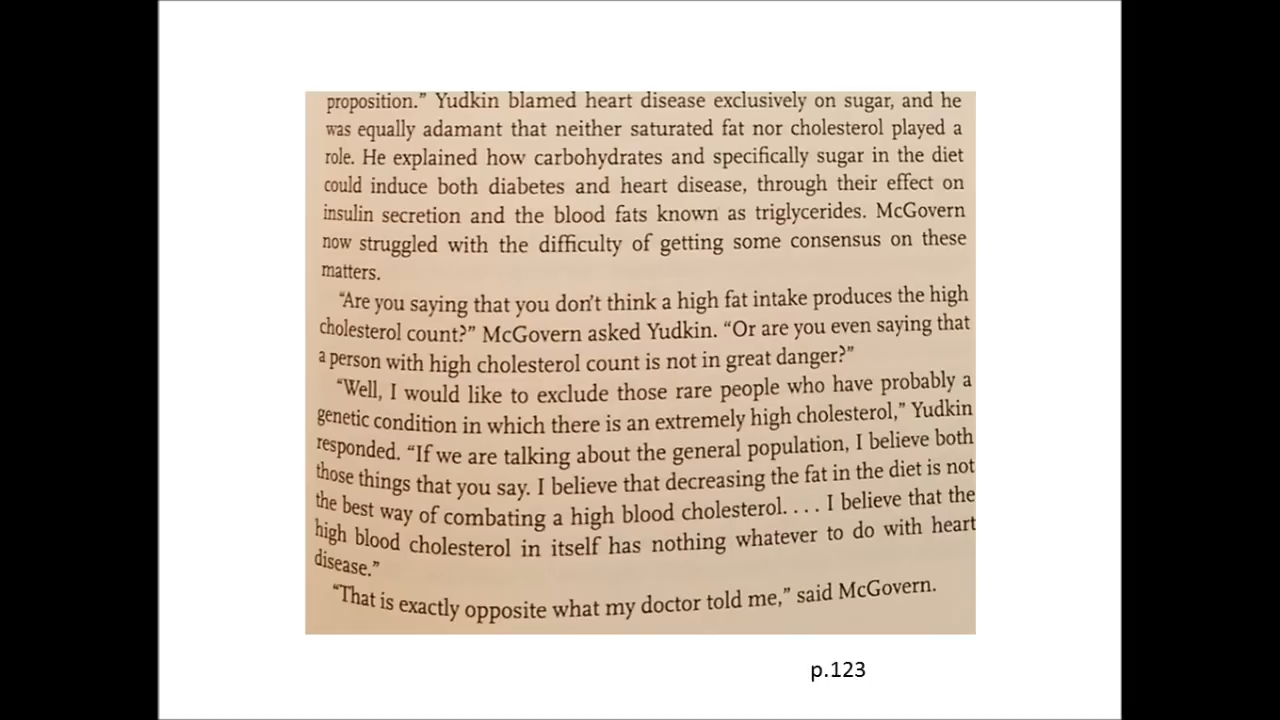 proposition.” Yudkin blamed heart disease exclusively on sugar, and he
was equally adamant that neither saturated fat nor cholesterol played a
role. He explained how carbohydrates and specifically sugar in the diet
could induce both diabetes and heart disease, through their effect on
insulin secretion and the blood fats known as triglycerides. McGovern
now struggled with the difficulty of getting some consensus on these
matters.
“Are you saying that you don’t think a high fat intake produces the high
cholesterol count?” McGovern asked Yudkin. “Or are you even saying that
a person with high cholesterol count is not in great danger?”
“Well, I would like to exclude those rare people who have probably a
genetic condition in which there is an extremely high cholesterol,” Yudkin
responded. “If we are talking about the general population, I believe both
those things that you say. I believe that decreasing the fat in the diet is not
the best way of combating a high blood cholesterol. . . . I believe that the
high blood cholesterol in itself has nothing whatever to do with heart
disease.”
“That is exactly opposite what my doctor told me,” said McGovern.
p.123